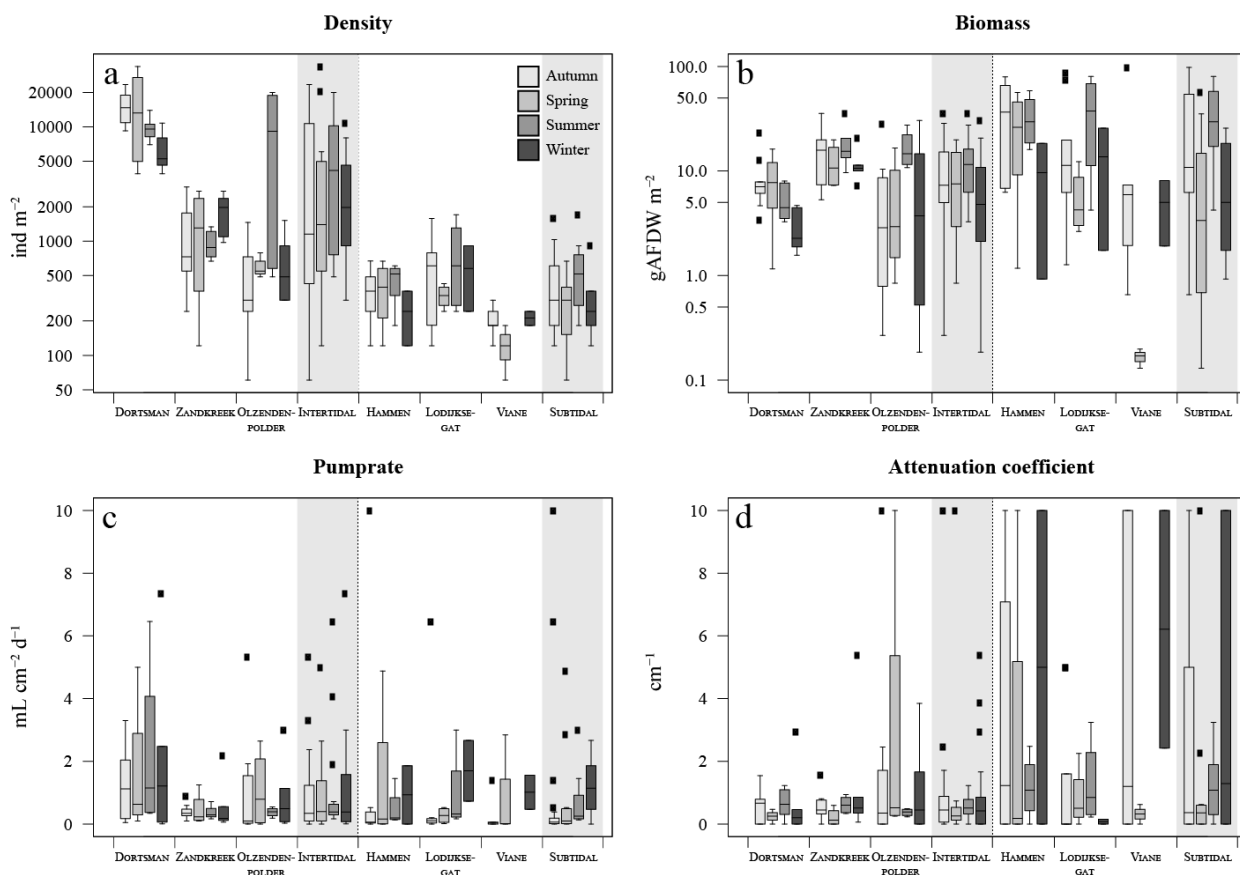 Density
a
Autumn
Spring
Summer
Winter
ind m⁻²
20000
10000
5000
2000
1000
500
200
100
50
DORTSMAN ZANDKREEK OLZENDEN- INTERTIDAL HAMMEN LODIJKSE- VIANE SUBTIDAL
POLDER GAT
Biomass
b
gAFDW m⁻²
100.0
50.0
10.0
5.0
1.0
0.5
0.1
DORTSMAN ZANDKREEK OLZENDEN- INTERTIDAL HAMMEN LODIJKSE- VIANE SUBTIDAL
POLDER GAT
Pumprate
c
mL cm⁻² d⁻¹
10
8
6
4
2
0
DORTSMAN ZANDKREEK OLZENDEN- INTERTIDAL HAMMEN LODIJKSE- VIANE SUBTIDAL
POLDER GAT
Attenuation coefficient
d
cm⁻¹
10
8
6
4
2
0
DORTSMAN ZANDKREEK OLZENDEN- INTERTIDAL HAMMEN LODIJKSE- VIANE SUBTIDAL
POLDER GAT